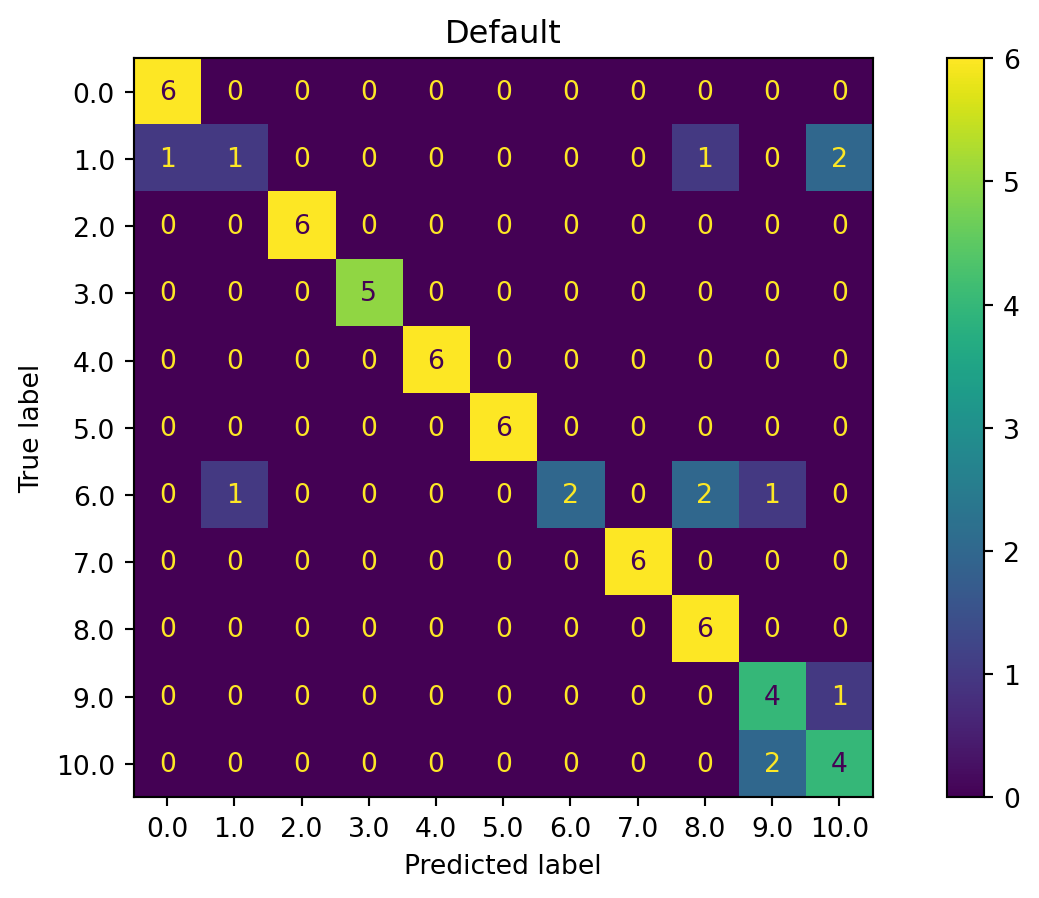 Default
0.0 6 0 0 0 0 0 0 0 0 0 0
1.0 1 1 0 0 0 0 0 0 1 0 2
2.0 0 0 6 0 0 0 0 0 0 0 0
3.0 0 0 0 5 0 0 0 0 0 0 0
4.0 0 0 0 0 6 0 0 0 0 0 0
5.0 0 0 0 0 0 6 0 0 0 0 0
6.0 0 1 0 0 0 0 2 0 2 1 0
7.0 0 0 0 0 0 0 0 6 0 0 0
8.0 0 0 0 0 0 0 0 0 6 0 0
9.0 0 0 0 0 0 0 0 0 0 4 1
10.0 0 0 0 0 0 0 0 0 0 2 4
0.0 1.0 2.0 3.0 4.0 5.0 6.0 7.0 8.0 9.0 10.0
Predicted label
True label
6
5
4
3
2
1
0